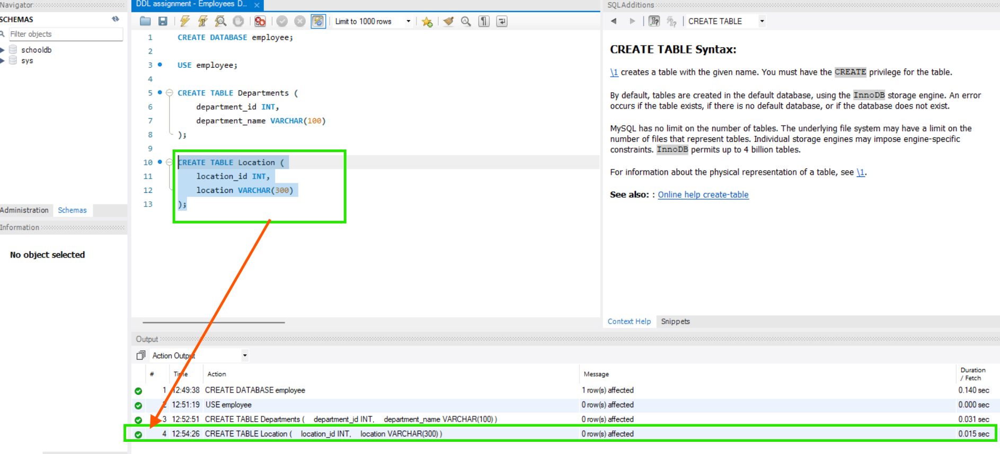 Navigator
SCHEMAS
Filter objects
schooldb
sys
Administration
Schemas
Information
No object selected
DDL assignment - Employees D...
Limit to 1000 rows
1 CREATE DATABASE employee;
2
3 USE employee;
4
5 CREATE TABLE Departments (
6 department_id INT,
7 department_name VARCHAR(100)
8 );
9
10 CREATE TABLE Location (
11 location_id INT,
12 location VARCHAR(300)
13 );
SQLAdditions
CREATE TABLE
CREATE TABLE Syntax:
\1 creates a table with the given name. You must have the CREATE privilege for the table.
By default, tables are created in the default database, using the InnoDB storage engine. An error
occurs if the table exists, if there is no default database, or if the database does not exist.
MySQL has no limit on the number of tables. The underlying file system may have a limit on the
number of files that represent tables. Individual storage engines may impose engine-specific
constraints. InnoDB permits up to 4 billion tables.
For information about the physical representation of a table, see \1.
See also: : Online help create-table
Context Help
Snippets
Output
Action Output
# Time Action Message Duration / Fetch
1 12:49:38 CREATE DATABASE employee 1 row(s) affected 0.140 sec
2 12:51:19 USE employee 0 row(s) affected 0.000 sec
3 12:52:51 CREATE TABLE Departments ( department_id INT, department_name VARCHAR(100) ) 0 row(s) affected 0.031 sec
4 12:54:26 CREATE TABLE Location ( location_id INT, location VARCHAR(300) ) 0 row(s) affected 0.015 sec